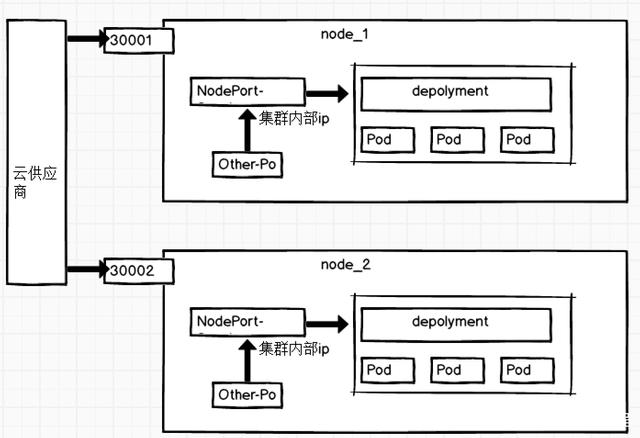 node_1
30001
NodePort-
depolyment
集群内部ip
Pod
Pod
Pod
Other-Po
云供应
商
node_2
30002
NodePort-
depolyment
集群内部ip
Pod
Pod
Pod
Other-Po